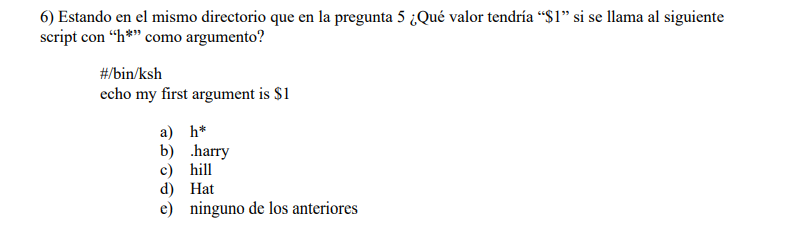 6) Estando en el mismo directorio que en la pregunta 5 ¿Qué valor tendría “$1” si se llama al siguiente
script con “h*” como argumento?
#/bin/ksh
echo my first argument is $1
a) h*
b) .harry
c) hill
d) Hat
e) ninguno de los anteriores